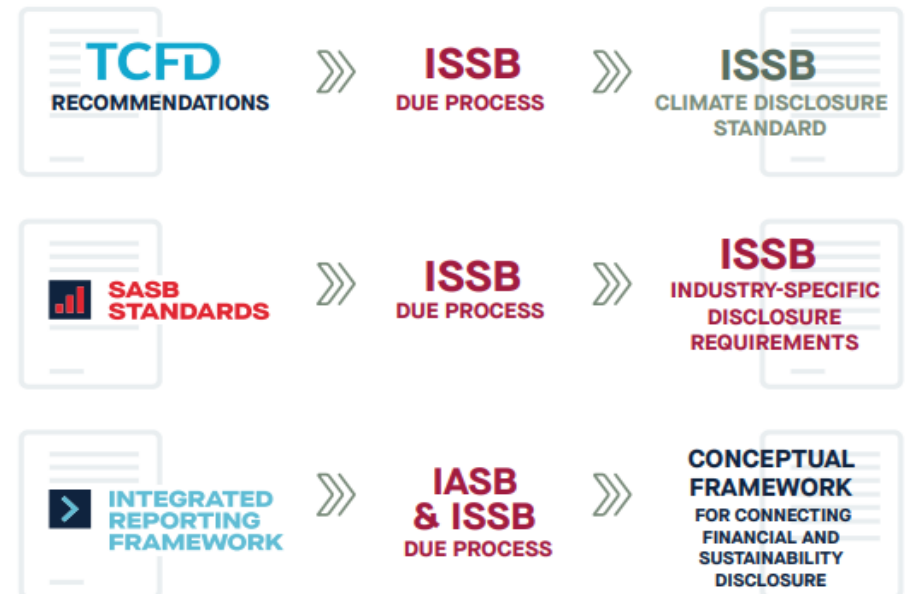 TCFD
RECOMMENDATIONS
ISSB
DUE PROCESS
ISSB
CLIMATE DISCLOSURE
STANDARD
SASB
STANDARDS
ISSB
DUE PROCESS
ISSB
INDUSTRY-SPECIFIC
DISCLOSURE
REQUIREMENTS
INTEGRATED
REPORTING
FRAMEWORK
IASB
& ISSB
DUE PROCESS
CONCEPTUAL
FRAMEWORK
FOR CONNECTING
FINANCIAL AND
SUSTAINABILITY
DISCLOSURE